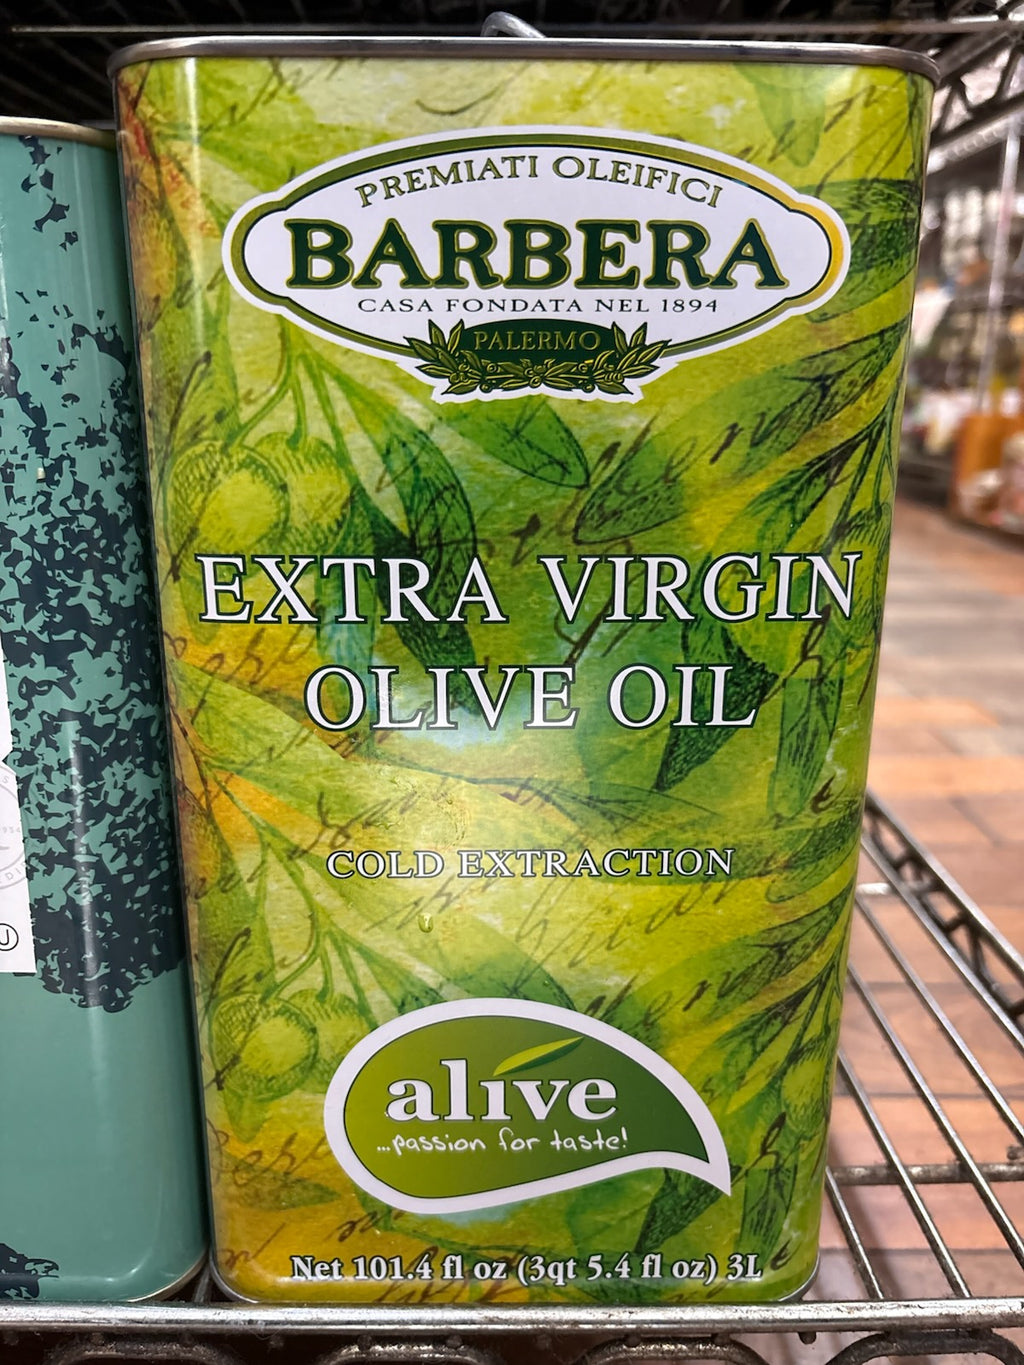 PREMIATI OLEIFICI
BARBERA
CASA FONDATA NEL 1894
PALERMO
EXTRA VIRGIN
OLIVE OIL
COLD EXTRACTION
alive
...passion for taste!
Net 101.4 fl oz (3qt 5.4 fl oz) 3L